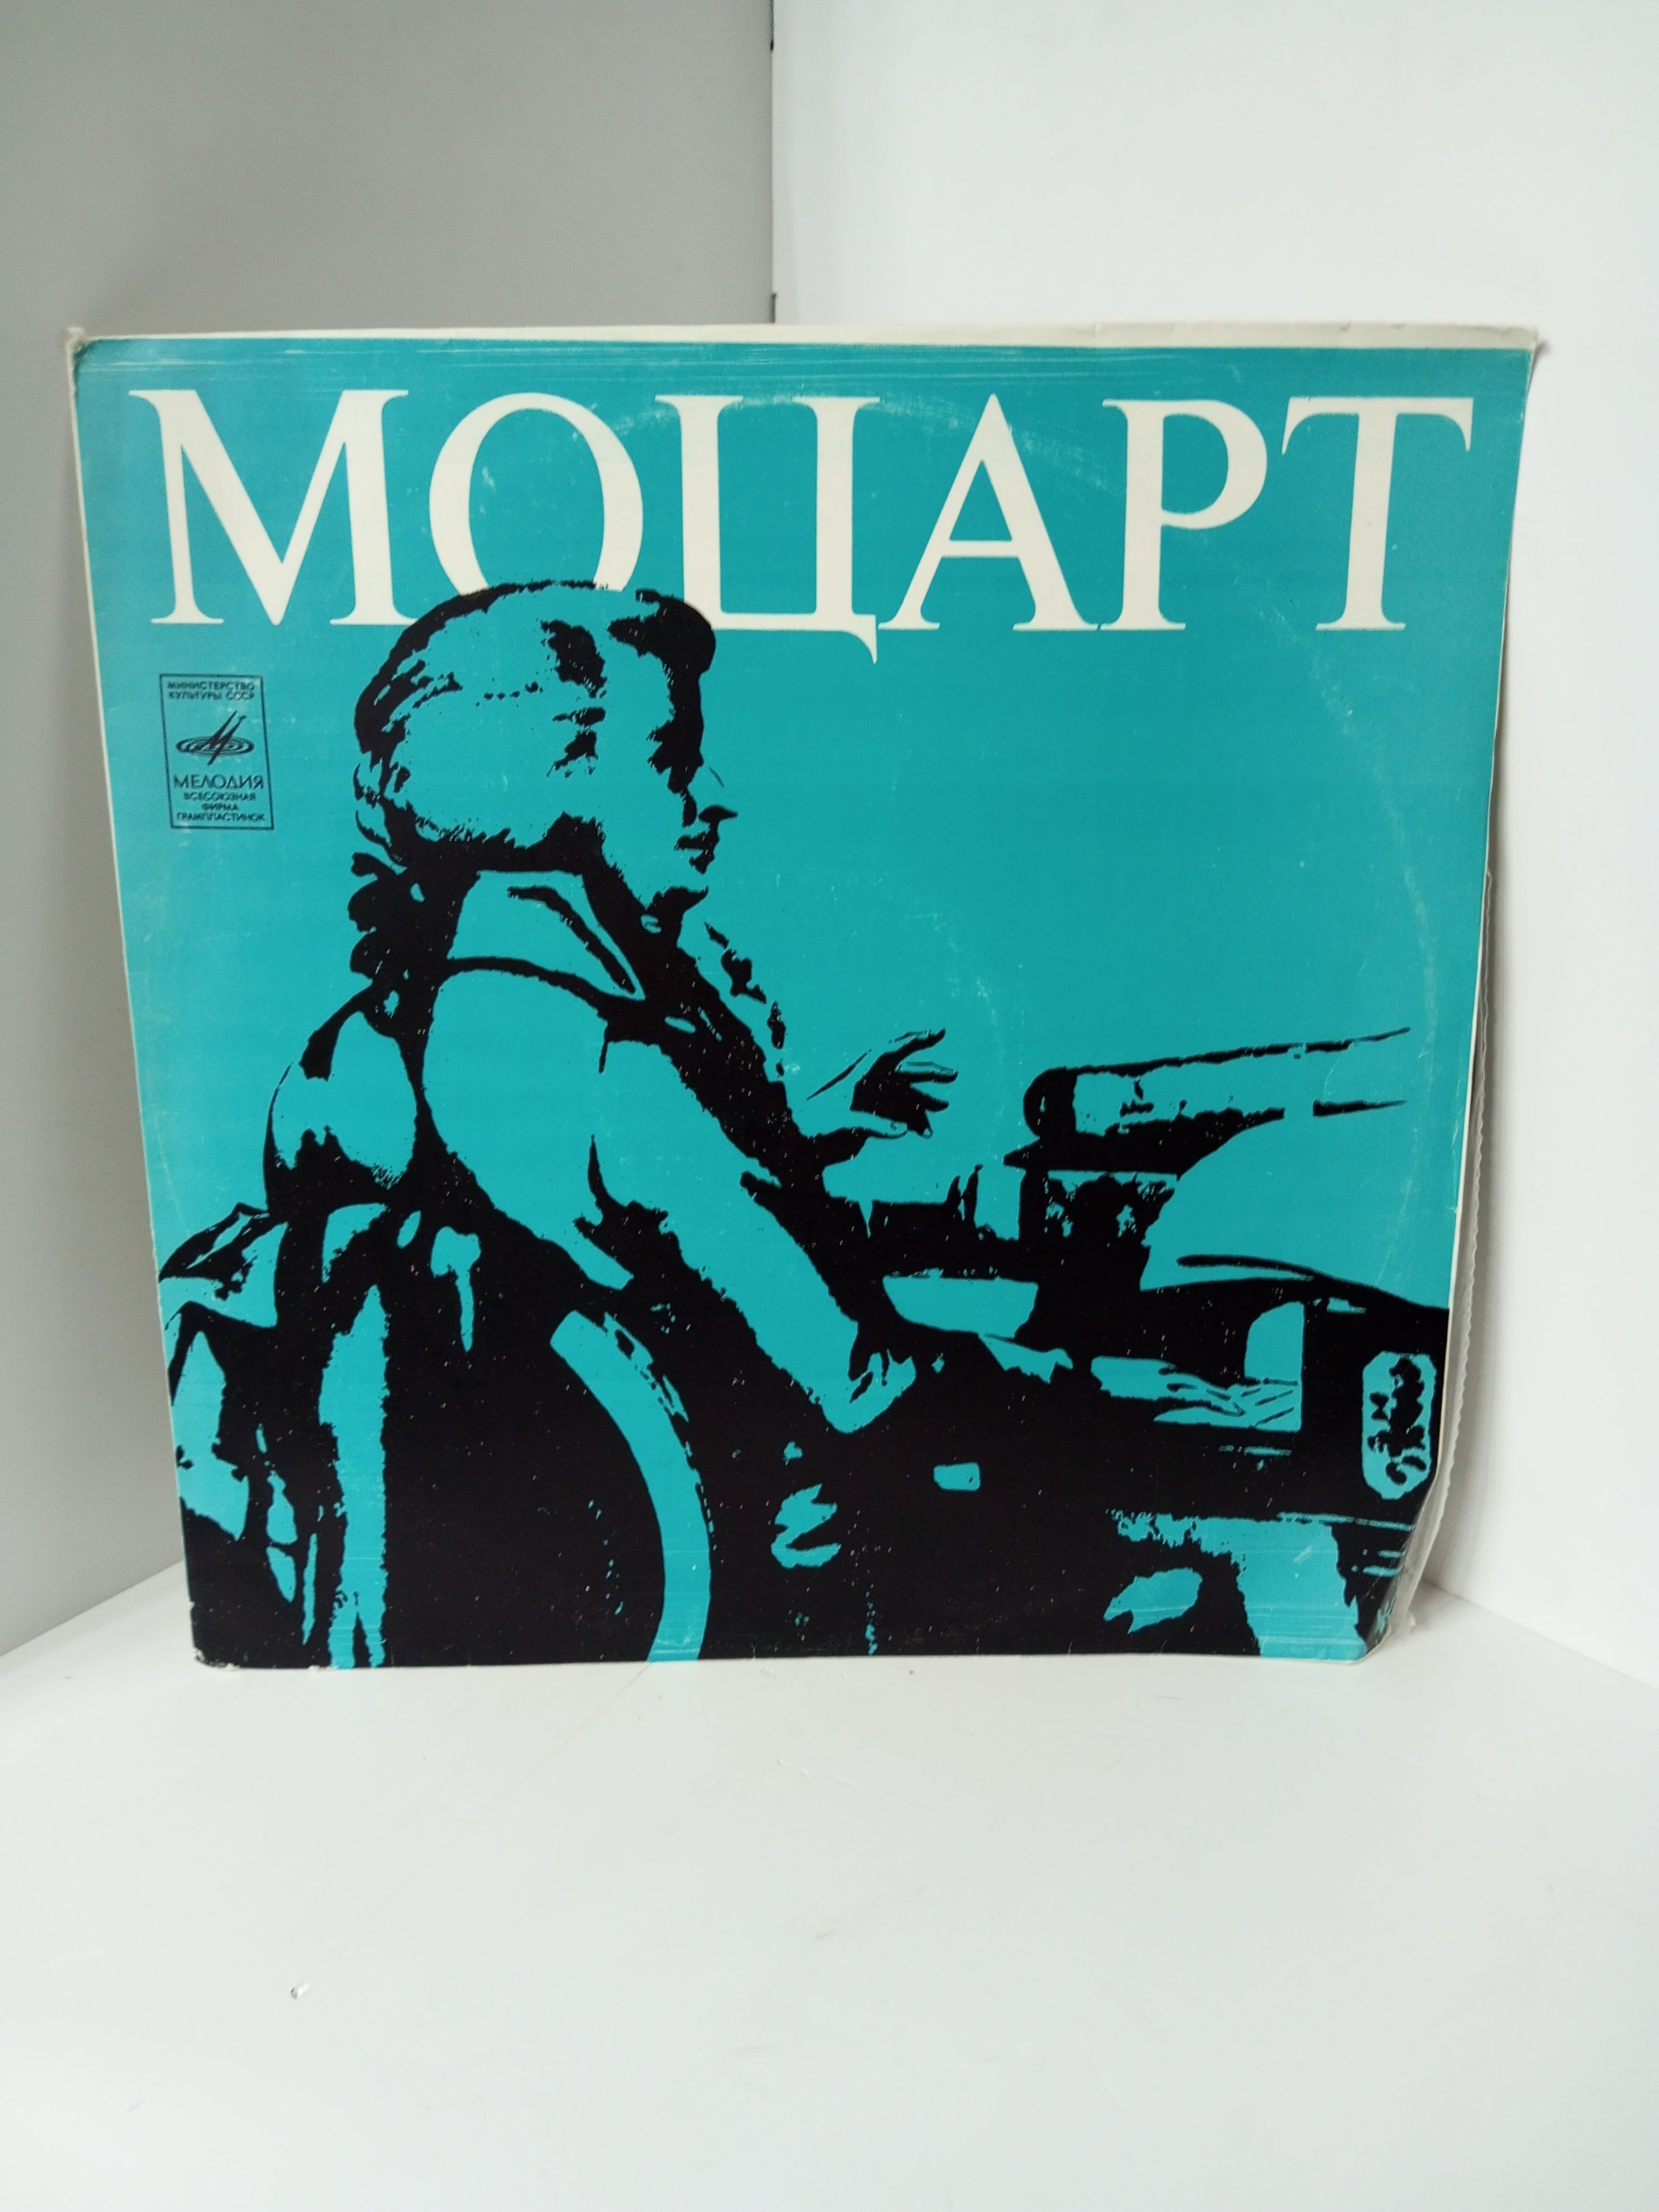 МОЦАРТ
МИНИСТЕРСТВО
КУЛЬТУРЫ СССР
МЕЛОДИЯ
ВСЕСОЮЗНАЯ
ФИРМА
ГРАМПЛАСТИНОК